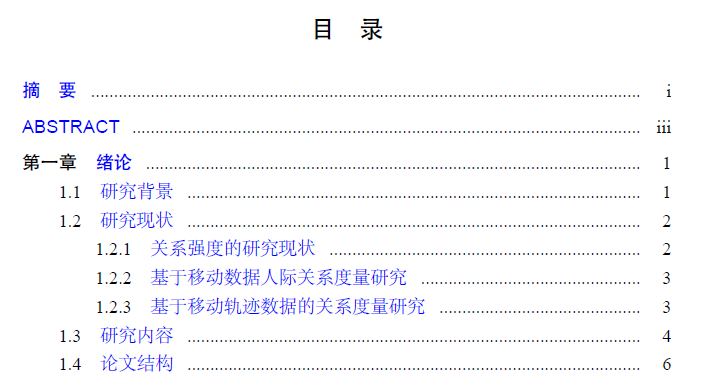 目 录
摘 要 i
ABSTRACT iii
第一章 绪论 1
1.1 研究背景 1
1.2 研究现状 2
1.2.1 关系强度的研究现状 2
1.2.2 基于移动数据人际关系度量研究 3
1.2.3 基于移动轨迹数据的关系度量研究 3
1.3 研究内容 4
1.4 论文结构 6